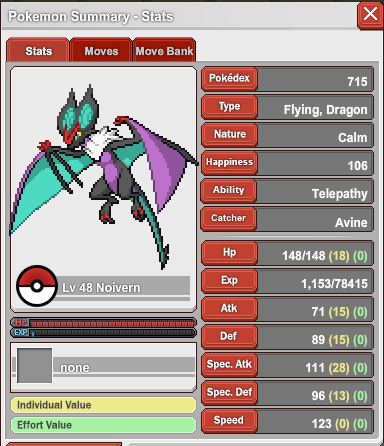 Pokemon Summary - Stats
Stats Moves Move Bank
Pokédex 715
Type Flying, Dragon
Nature Calm
Happiness 106
Ability Telepathy
Catcher Avine
Lv 48 Noivern
Hp 148/148 (18) (0)
Exp 1,153/78415
Atk 71 (15) (0)
Def 89 (15) (0)
Spec. Atk 111 (28) (0)
Spec. Def 96 (13) (0)
Speed 123 (0) (0)
HP
EXP
none
Individual Value
Effort Value